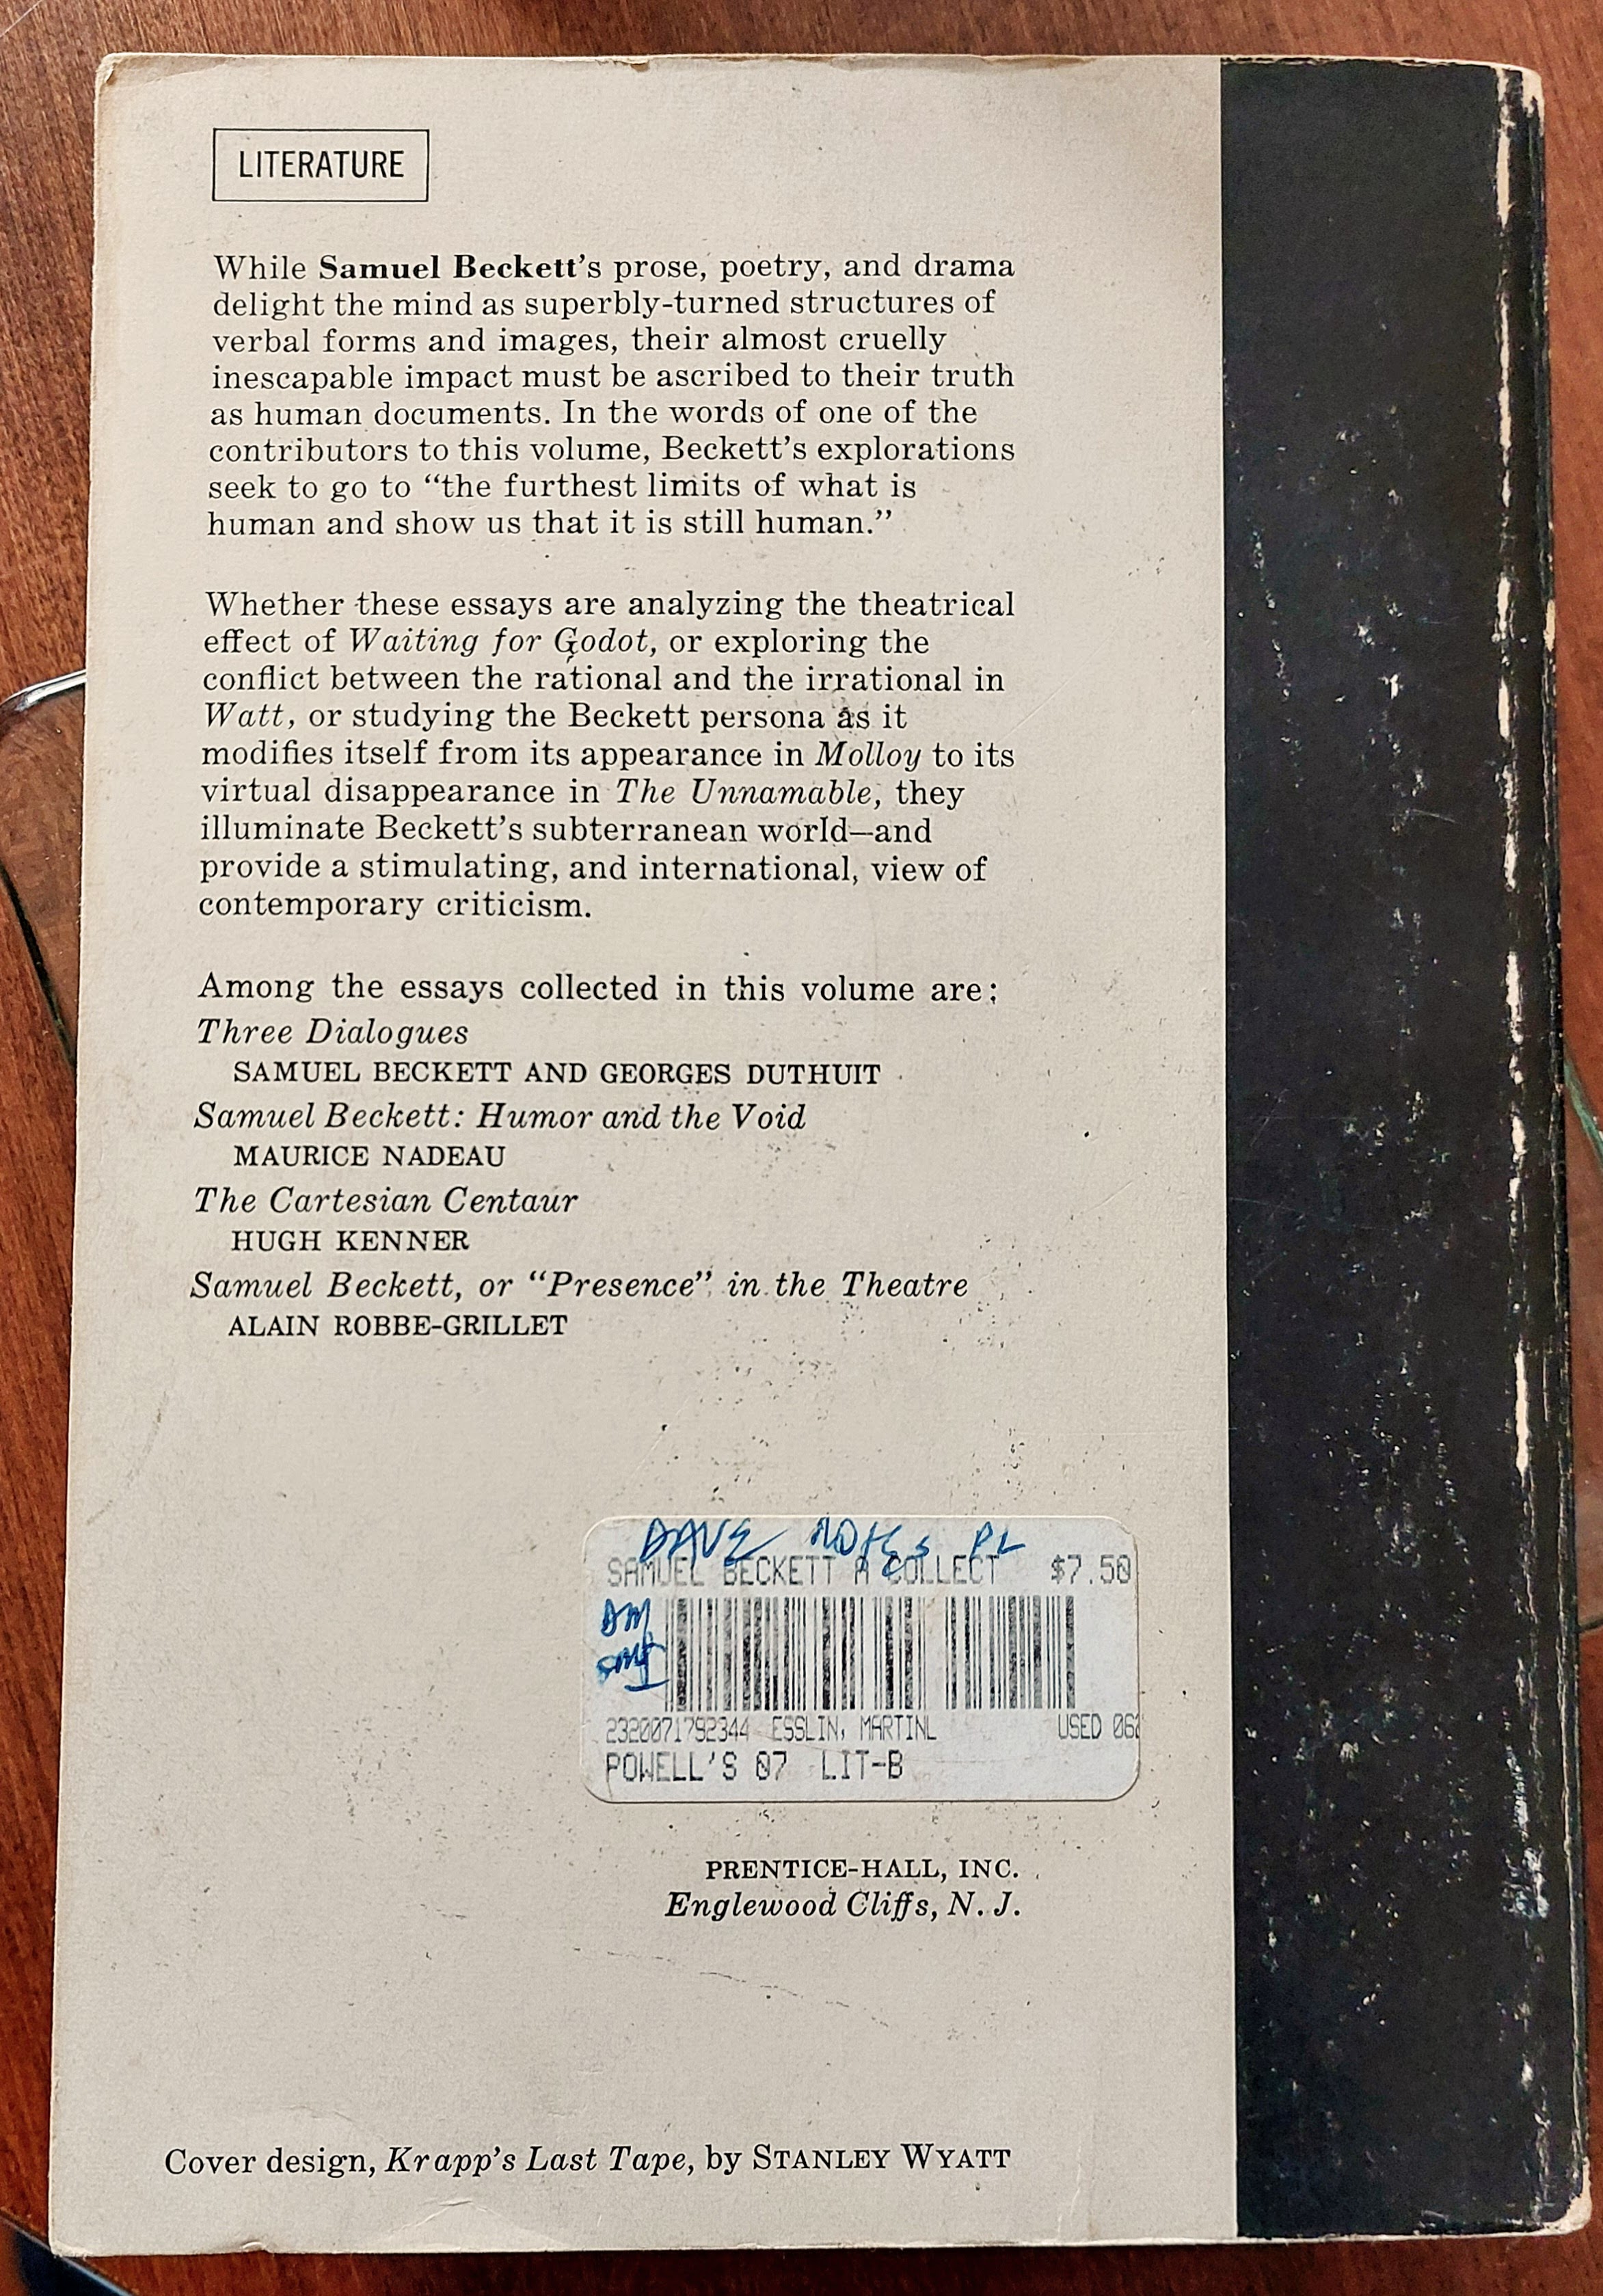 LITERATURE
While Samuel Beckett's prose, poetry, and drama
delight the mind as superbly-turned structures of
verbal forms and images, their almost cruelly
inescapable impact must be ascribed to their truth
as human documents. In the words of one of the
contributors to this volume, Beckett's explorations
seek to go to “the furthest limits of what is
human and show us that it is still human.”
Whether these essays are analyzing the theatrical
effect of Waiting for Godot, or exploring the
conflict between the rational and the irrational in
Watt, or studying the Beckett persona as it
modifies itself from its appearance in Molloy to its
virtual disappearance in The Unnamable, they
illuminate Beckett's subterranean world—and
provide a stimulating, and international, view of
contemporary criticism.
Among the essays collected in this volume are:
Three Dialogues
SAMUEL BECKETT AND GEORGES DUTHUIT
Samuel Beckett: Humor and the Void
MAURICE NADEAU
The Cartesian Centaur
HUGH KENNER
Samuel Beckett, or “Presence” in the Theatre
ALAIN ROBBE-GRILLET
DAVE NOTES PL
SAMUEL BECKETT A COLLECT $7.50
DM
2320071792344 ESSLIN, MARTINL USED 06
POWELL'S 07 LIT-B
PRENTICE-HALL, INC.
Englewood Cliffs, N. J.
Cover design, Krapp's Last Tape, by STANLEY WYATT